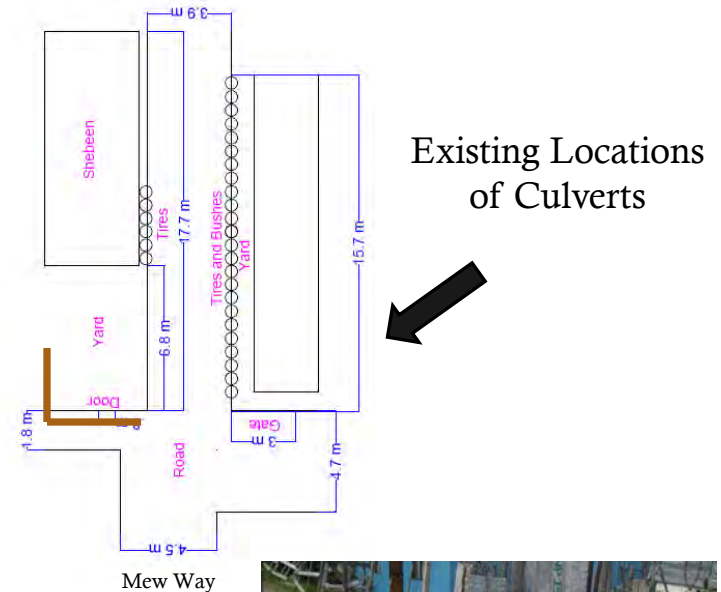 3.9 m
Shebeen
Tires
17.7 m
Tires and Bushes
Yard
15.7 m
Existing Locations
of Culverts
Yard
6.8 m
Door
1.8 m
Gate
3 m
Road
4.7 m
4.5 m
Mew Way